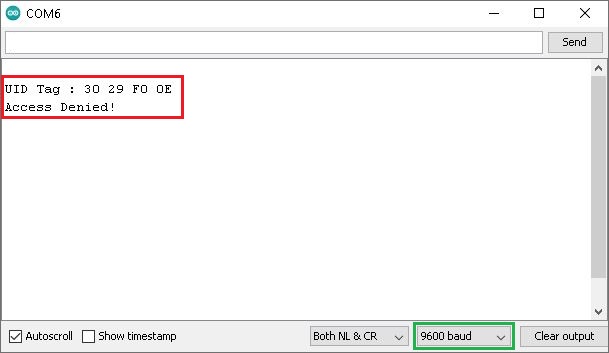 COM6
Send
UID Tag : 30 29 F0 0E
Access Denied!
Autoscroll Show timestamp Both NL & CR 9600 baud Clear output